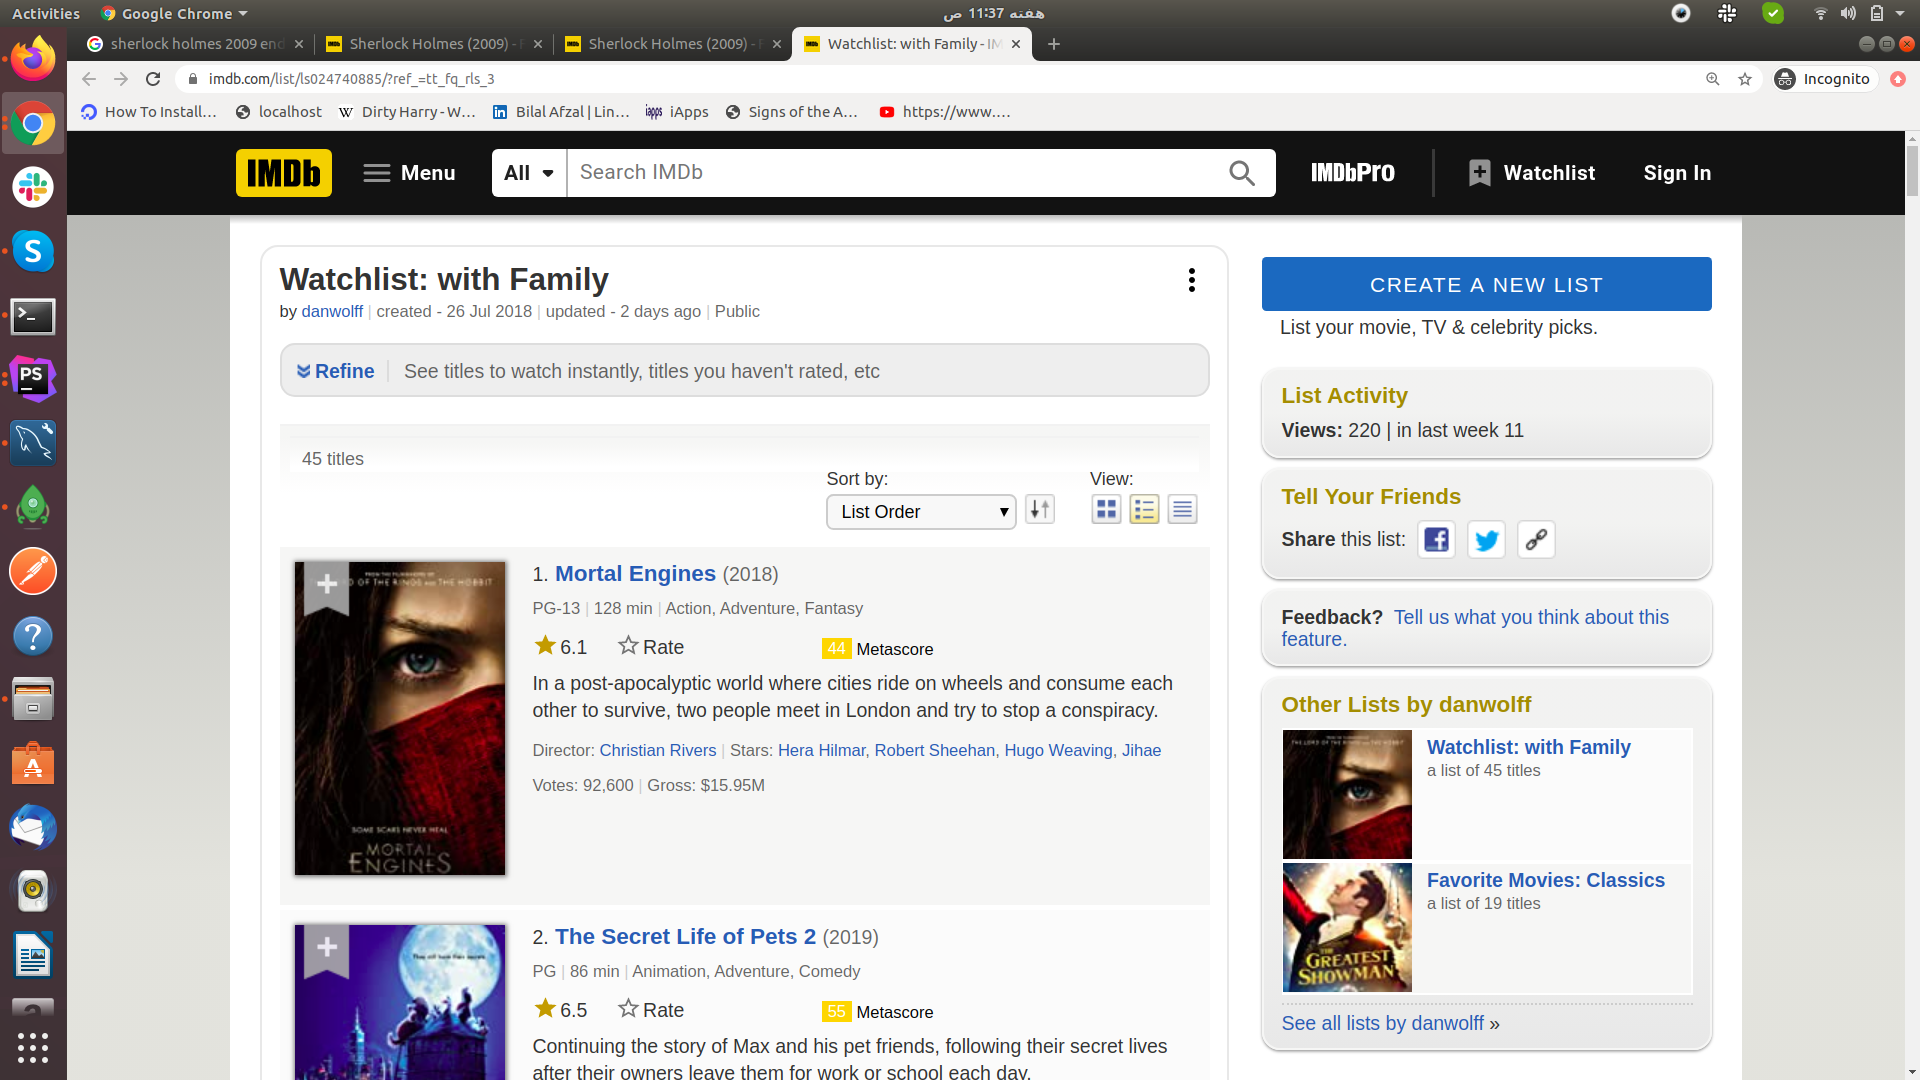 Activities
Google Chrome
هفته 11:37 ص
sherlock holmes 2009 end
Sherlock Holmes (2009) - F
Sherlock Holmes (2009) - F
Watchlist: with Family - IM
imdb.com/list/ls024740885/?ref_=tt_fq_rls_3
Incognito
How To Install...
localhost
Dirty Harry - W...
Bilal Afzal | Lin...
iApps
Signs of the A...
https://www....
IMDb
Menu
All
Search IMDb
IMDbPro
Watchlist
Sign In
Watchlist: with Family
by danwolff | created - 26 Jul 2018 | updated - 2 days ago | Public
Refine
See titles to watch instantly, titles you haven't rated, etc
45 titles
Sort by:
List Order
View:
LORD OF THE RINGS AND THE HOBBIT
SOME SCARS NEVER HEAL
MORTAL
ENGINES
1. Mortal Engines (2018)
PG-13 | 128 min | Action, Adventure, Fantasy
6.1
Rate
44 Metascore
In a post-apocalyptic world where cities ride on wheels and consume each
other to survive, two people meet in London and try to stop a conspiracy.
Director: Christian Rivers | Stars: Hera Hilmar, Robert Sheehan, Hugo Weaving, Jihae
Votes: 92,600 | Gross: $15.95M
2. The Secret Life of Pets 2 (2019)
PG | 86 min | Animation, Adventure, Comedy
6.5
Rate
55 Metascore
Continuing the story of Max and his pet friends, following their secret lives
after their owners leave them for work or school each day.
CREATE A NEW LIST
List your movie, TV & celebrity picks.
List Activity
Views: 220 | in last week 11
Tell Your Friends
Share this list:
Feedback? Tell us what you think about this
feature.
Other Lists by danwolff
Watchlist: with Family
a list of 45 titles
Favorite Movies: Classics
a list of 19 titles
THE
GREATEST
SHOWMAN
See all lists by danwolff »
PS